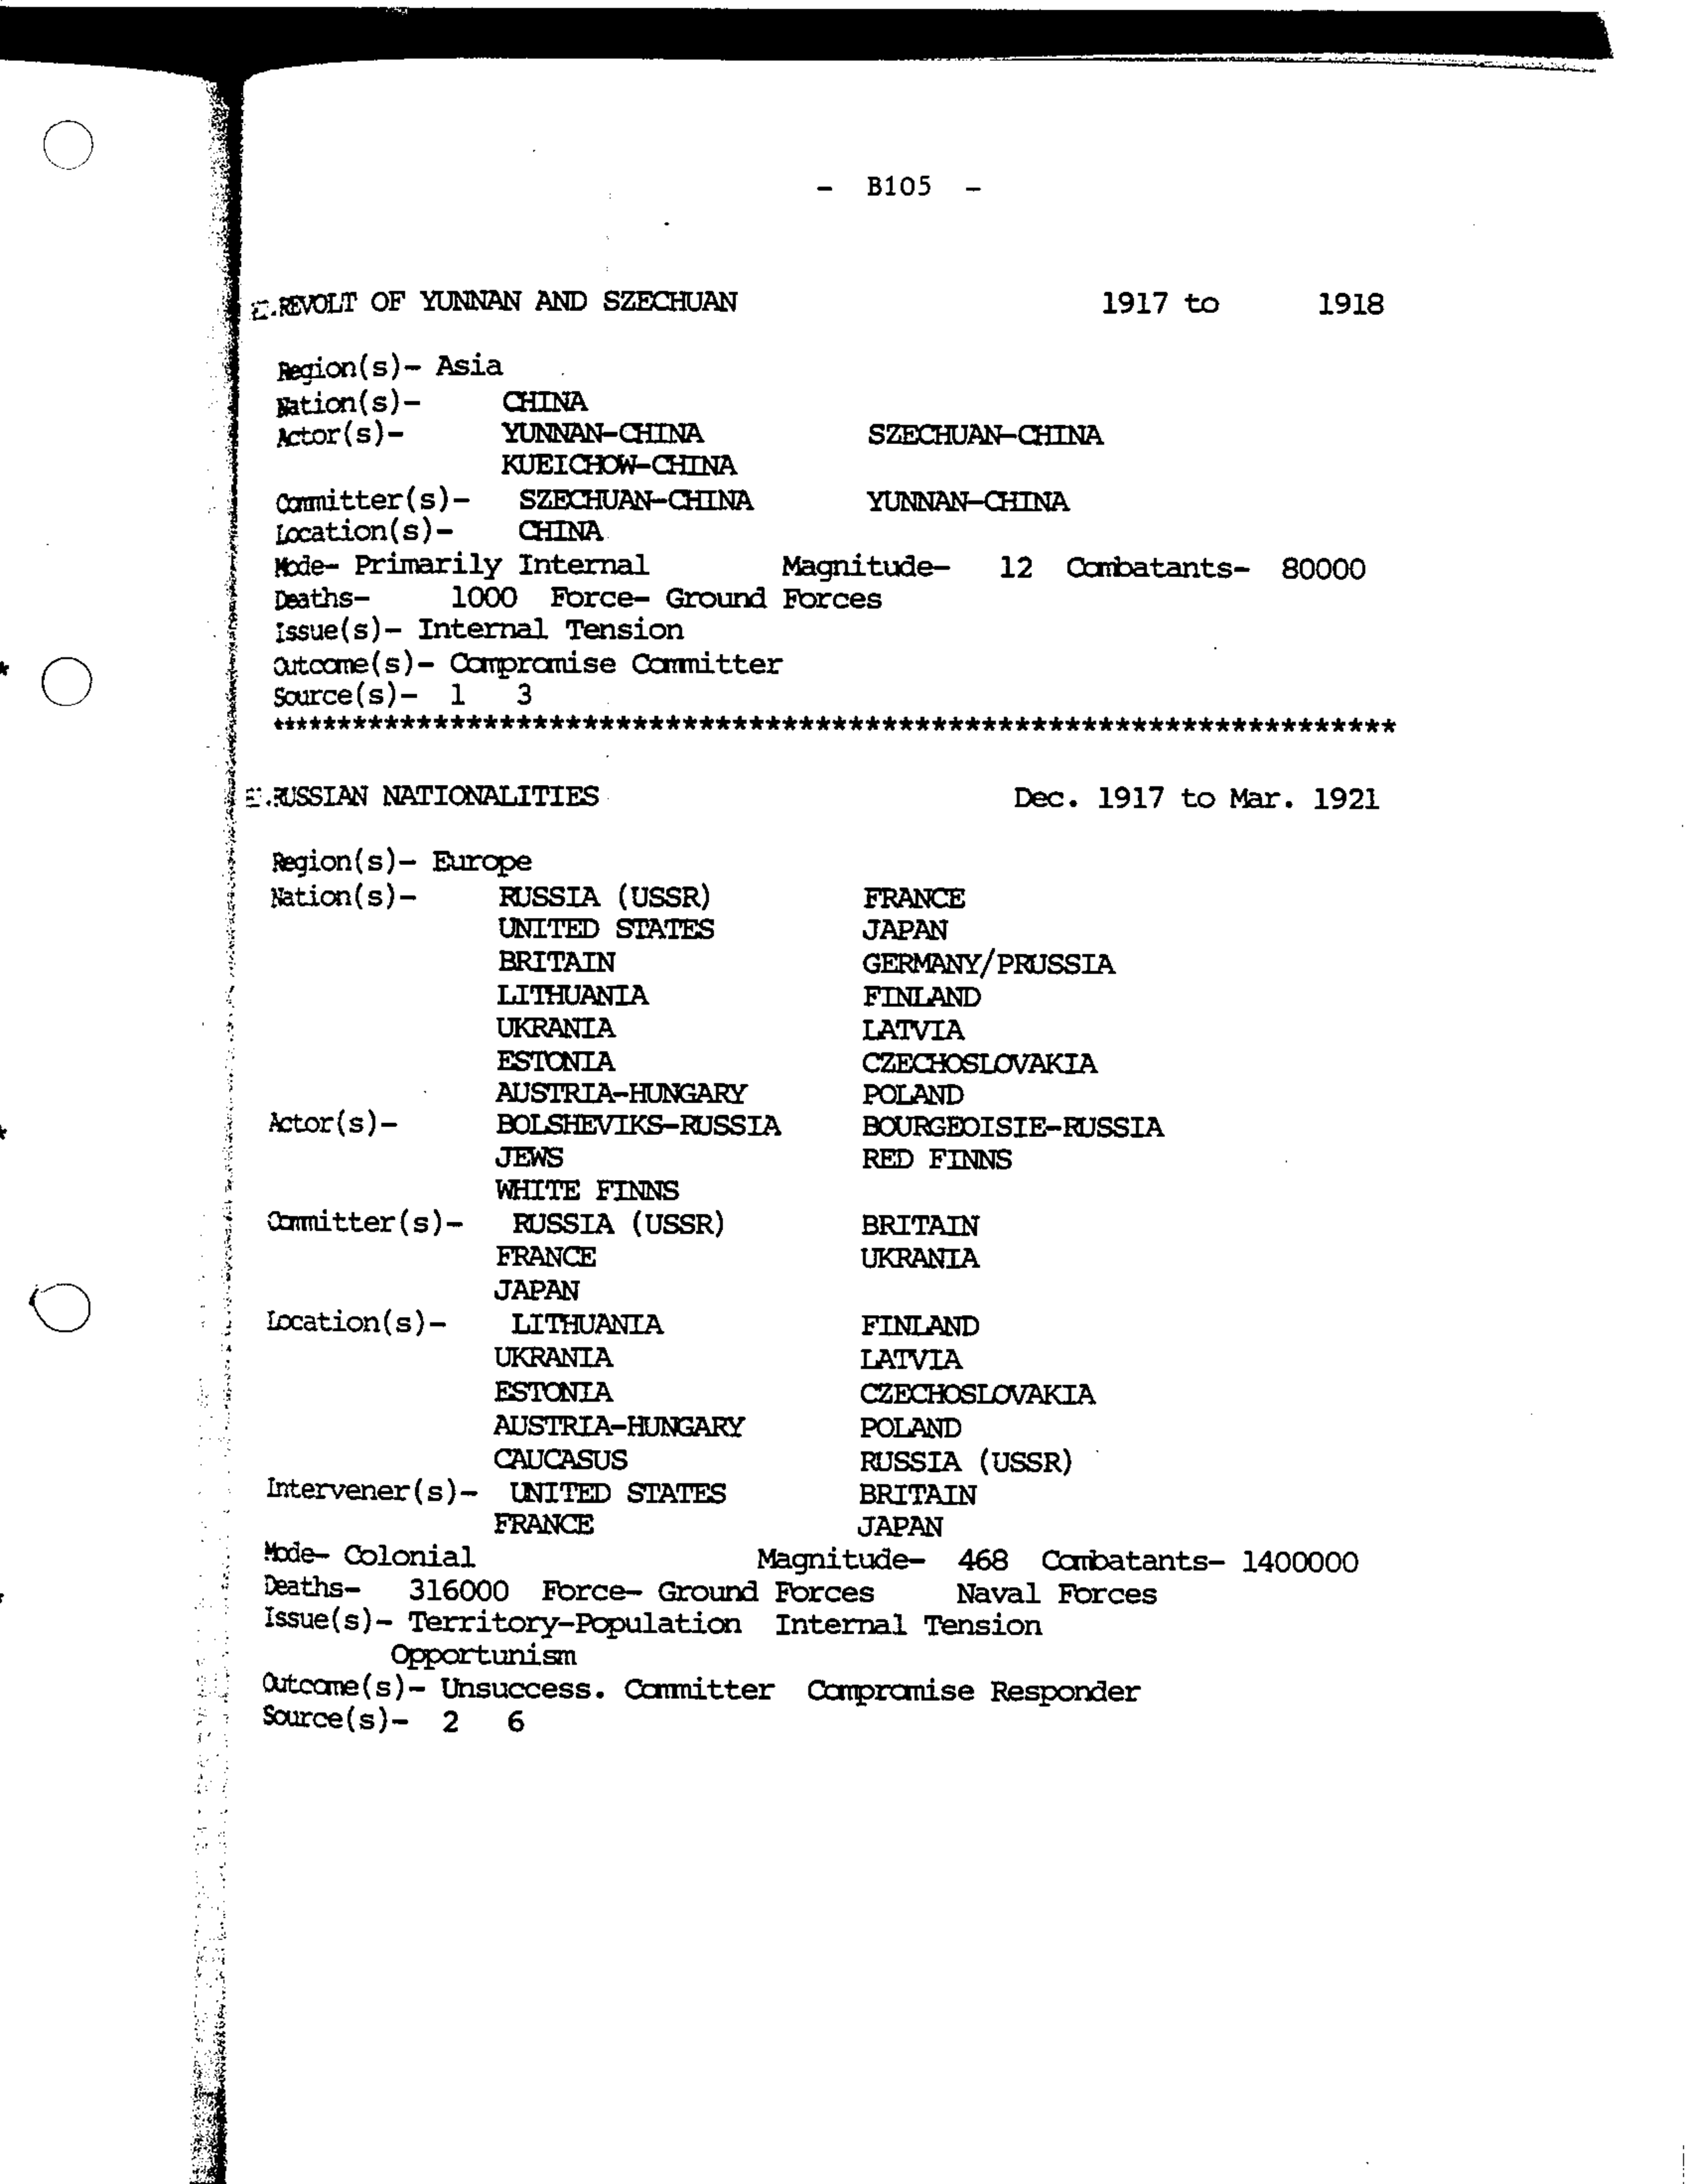 - B105 -
.REVOLT OF YUNNAN AND SZECHUAN 1917 to 1918
Region(s)- Asia
Nation(s)- CHINA
Actor(s)- YUNNAN-CHINA SZECHUAN-CHINA
KUEICHOW-CHINA
Committer(s)- SZECHUAN-CHINA YUNNAN-CHINA
Location(s)- CHINA
Mode- Primarily Internal Magnitude- 12 Combatants- 80000
Deaths- 1000 Force- Ground Forces
Issue(s)- Internal Tension
Outcome(s)- Compromise Committer
Source(s)- 1 3
**********************************************************************
.RUSSIAN NATIONALITIES Dec. 1917 to Mar. 1921
Region(s)- Europe
Nation(s)- RUSSIA (USSR) FRANCE
UNITED STATES JAPAN
BRITAIN GERMANY/PRUSSIA
LITHUANIA FINLAND
UKRANIA LATVIA
ESTONIA CZECHOSLOVAKIA
AUSTRIA-HUNGARY POLAND
Actor(s)- BOLSHEVIKS-RUSSIA BOURGEOISIE-RUSSIA
JEWS RED FINNS
WHITE FINNS
Committer(s)- RUSSIA (USSR) BRITAIN
FRANCE UKRANIA
JAPAN
Location(s)- LITHUANIA FINLAND
UKRANIA LATVIA
ESTONIA CZECHOSLOVAKIA
AUSTRIA-HUNGARY POLAND
CAUCASUS RUSSIA (USSR)
Intervener(s)- UNITED STATES BRITAIN
FRANCE JAPAN
Mode- Colonial Magnitude- 468 Combatants- 1400000
Deaths- 316000 Force- Ground Forces Naval Forces
Issue(s)- Territory-Population Internal Tension
Opportunism
Outcome(s)- Unsuccess. Committer Compromise Responder
Source(s)- 2 6